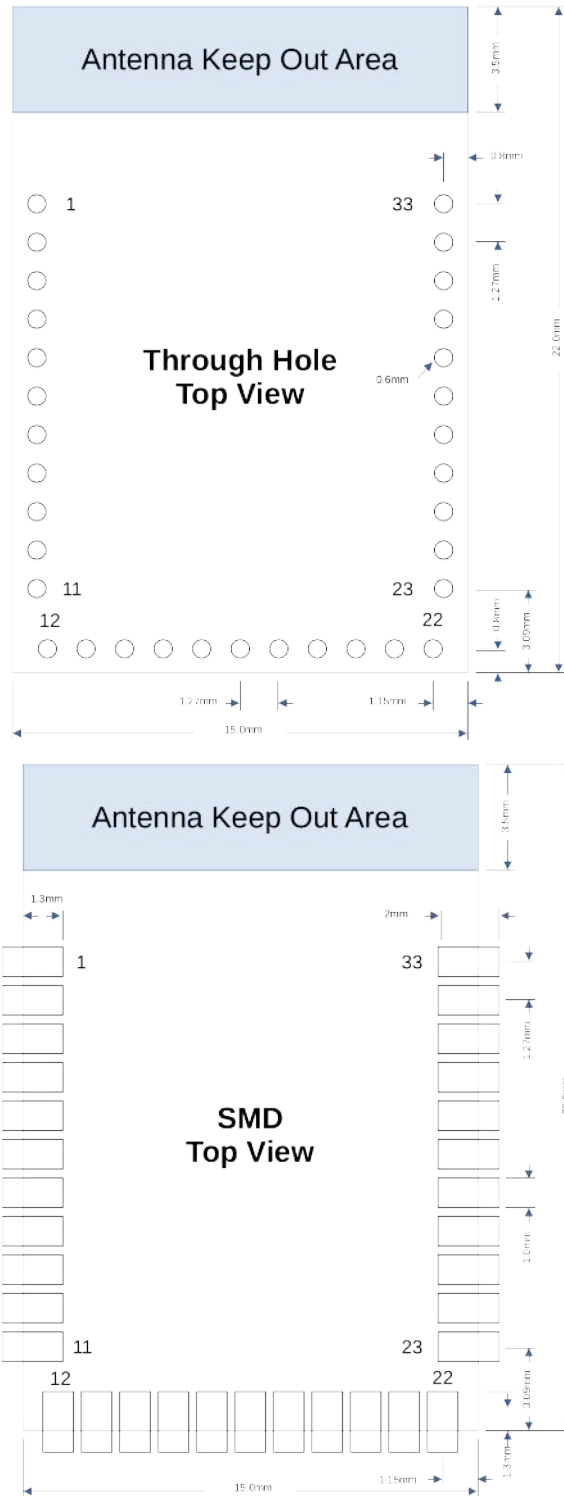 Antenna Keep Out Area
3.5mm
0.8mm
1
33
1.27mm
22.0mm
Through Hole
Top View
0.6mm
11
23
12
22
0.8mm
3.09mm
1.27mm
1.15mm
15.0mm
Antenna Keep Out Area
3.5mm
1.3mm
2mm
1
33
1.27mm
SMD
Top View
1.0mm
11
23
12
22
3.09mm
1.3mm
1.15mm
15.0mm